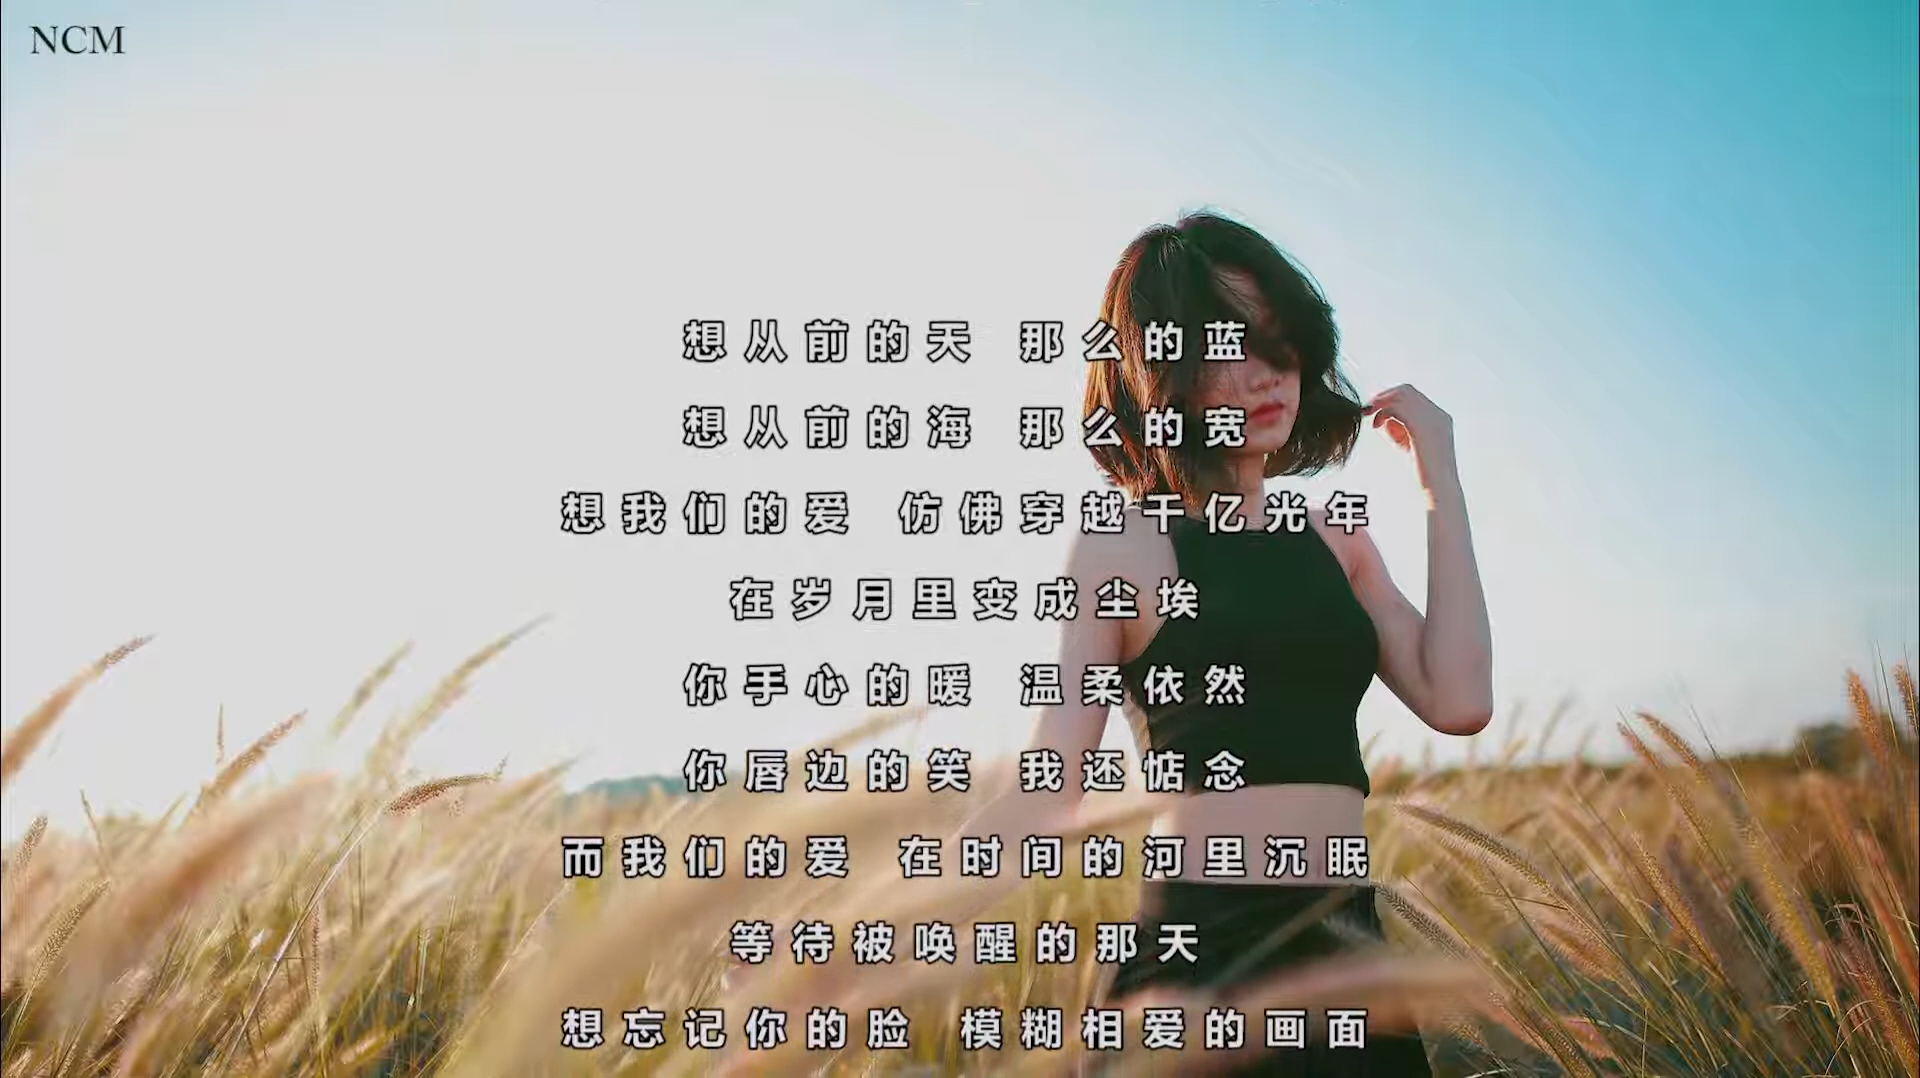 NCM
想从前的天 那么的蓝
想从前的海 那么的宽
想我们的爱 仿佛穿越千亿光年
在岁月里变成尘埃
你手心的暖 温柔依然
你唇边的笑 我还惦念
而我们的爱 在时间的河里沉眠
等待被唤醒的那天
想忘记你的脸 模糊相爱的画面